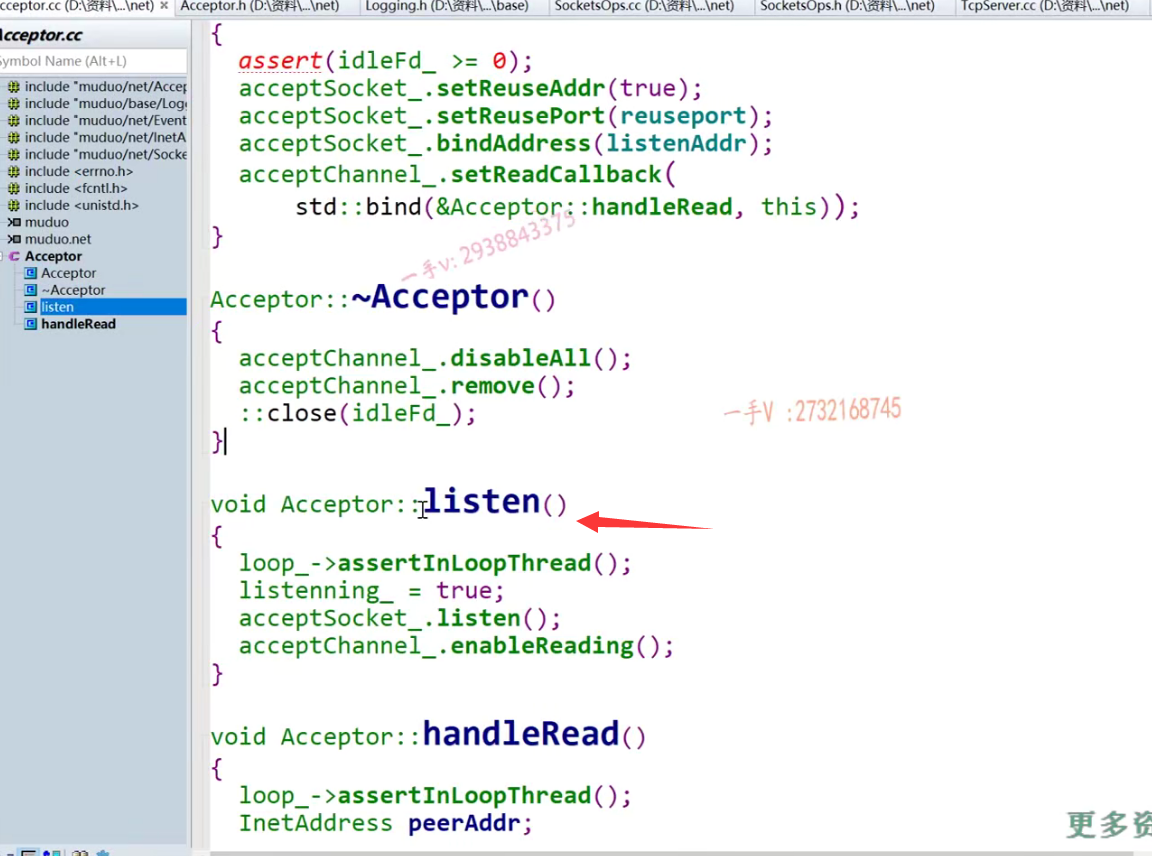 cceptor.cc (D:\资料\...\net) × Acceptor.h (D:\资料\...\net) Logging.h (D:\资料\...\base) SocketsOps.cc (D:\资料\...\net) SocketsOps.h (D:\资料\...\net) TcpServer.cc (D:\资料\...\net)
Acceptor.cc
Symbol Name (Alt+L)
include "muduo/net/Accep
include "muduo/base/Logg
include "muduo/net/Event
include "muduo/net/InetA
include "muduo/net/Socke
include <errno.h>
include <fcntl.h>
include <unistd.h>
muduo
muduo.net
Acceptor
Acceptor
~Acceptor
listen
handleRead
{
assert(idleFd_ >= 0);
acceptSocket_.setReuseAddr(true);
acceptSocket_.setReusePort(reuseport);
acceptSocket_.bindAddress(listenAddr);
acceptChannel_.setReadCallback(
std::bind(&Acceptor::handleRead, this));
}
一手v: 2938843375
Acceptor::~Acceptor()
{
acceptChannel_.disableAll();
acceptChannel_.remove();
::close(idleFd_);
}
一手V :2732168745
void Acceptor::listen()
{
loop_->assertInLoopThread();
listenning_ = true;
acceptSocket_.listen();
acceptChannel_.enableReading();
}
void Acceptor::handleRead()
{
loop_->assertInLoopThread();
InetAddress peerAddr;
更多资